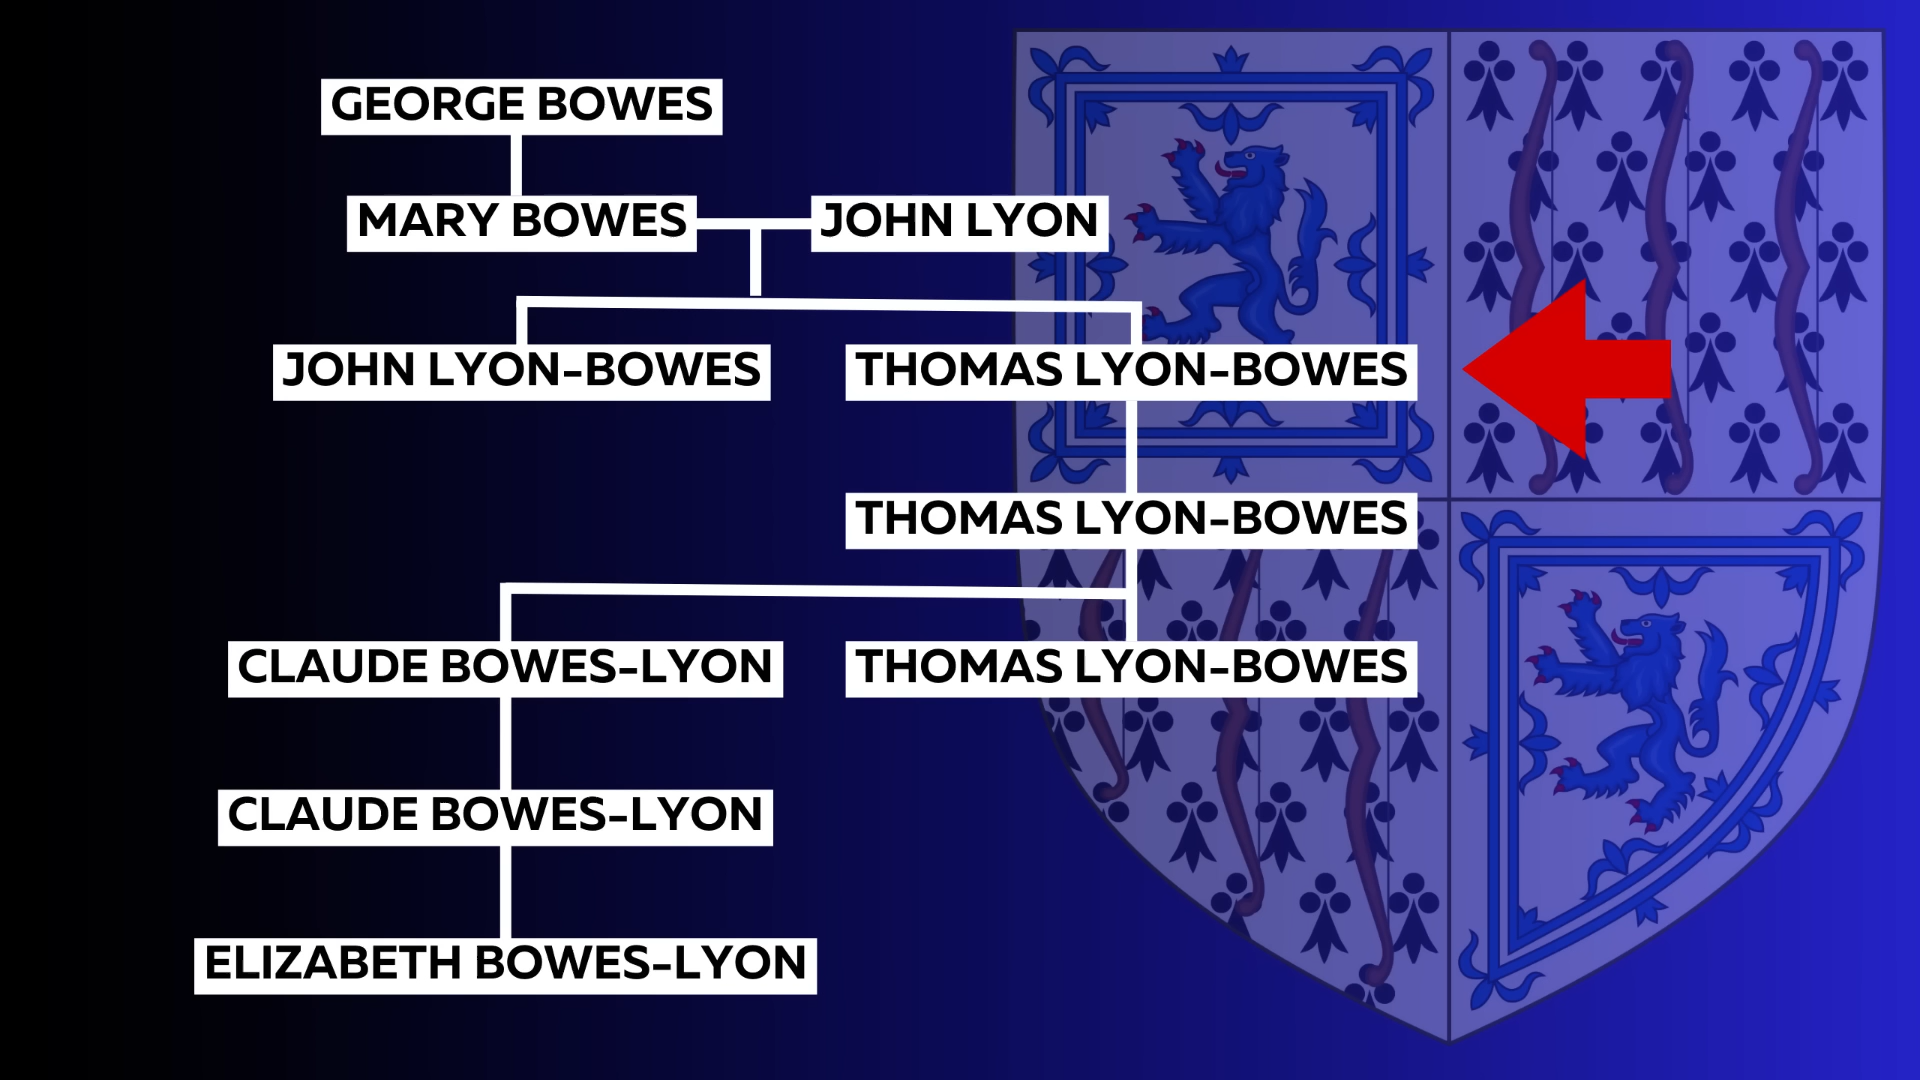 GEORGE BOWES
MARY BOWES
JOHN LYON
JOHN LYON-BOWES
THOMAS LYON-BOWES
THOMAS LYON-BOWES
CLAUDE BOWES-LYON
THOMAS LYON-BOWES
CLAUDE BOWES-LYON
ELIZABETH BOWES-LYON